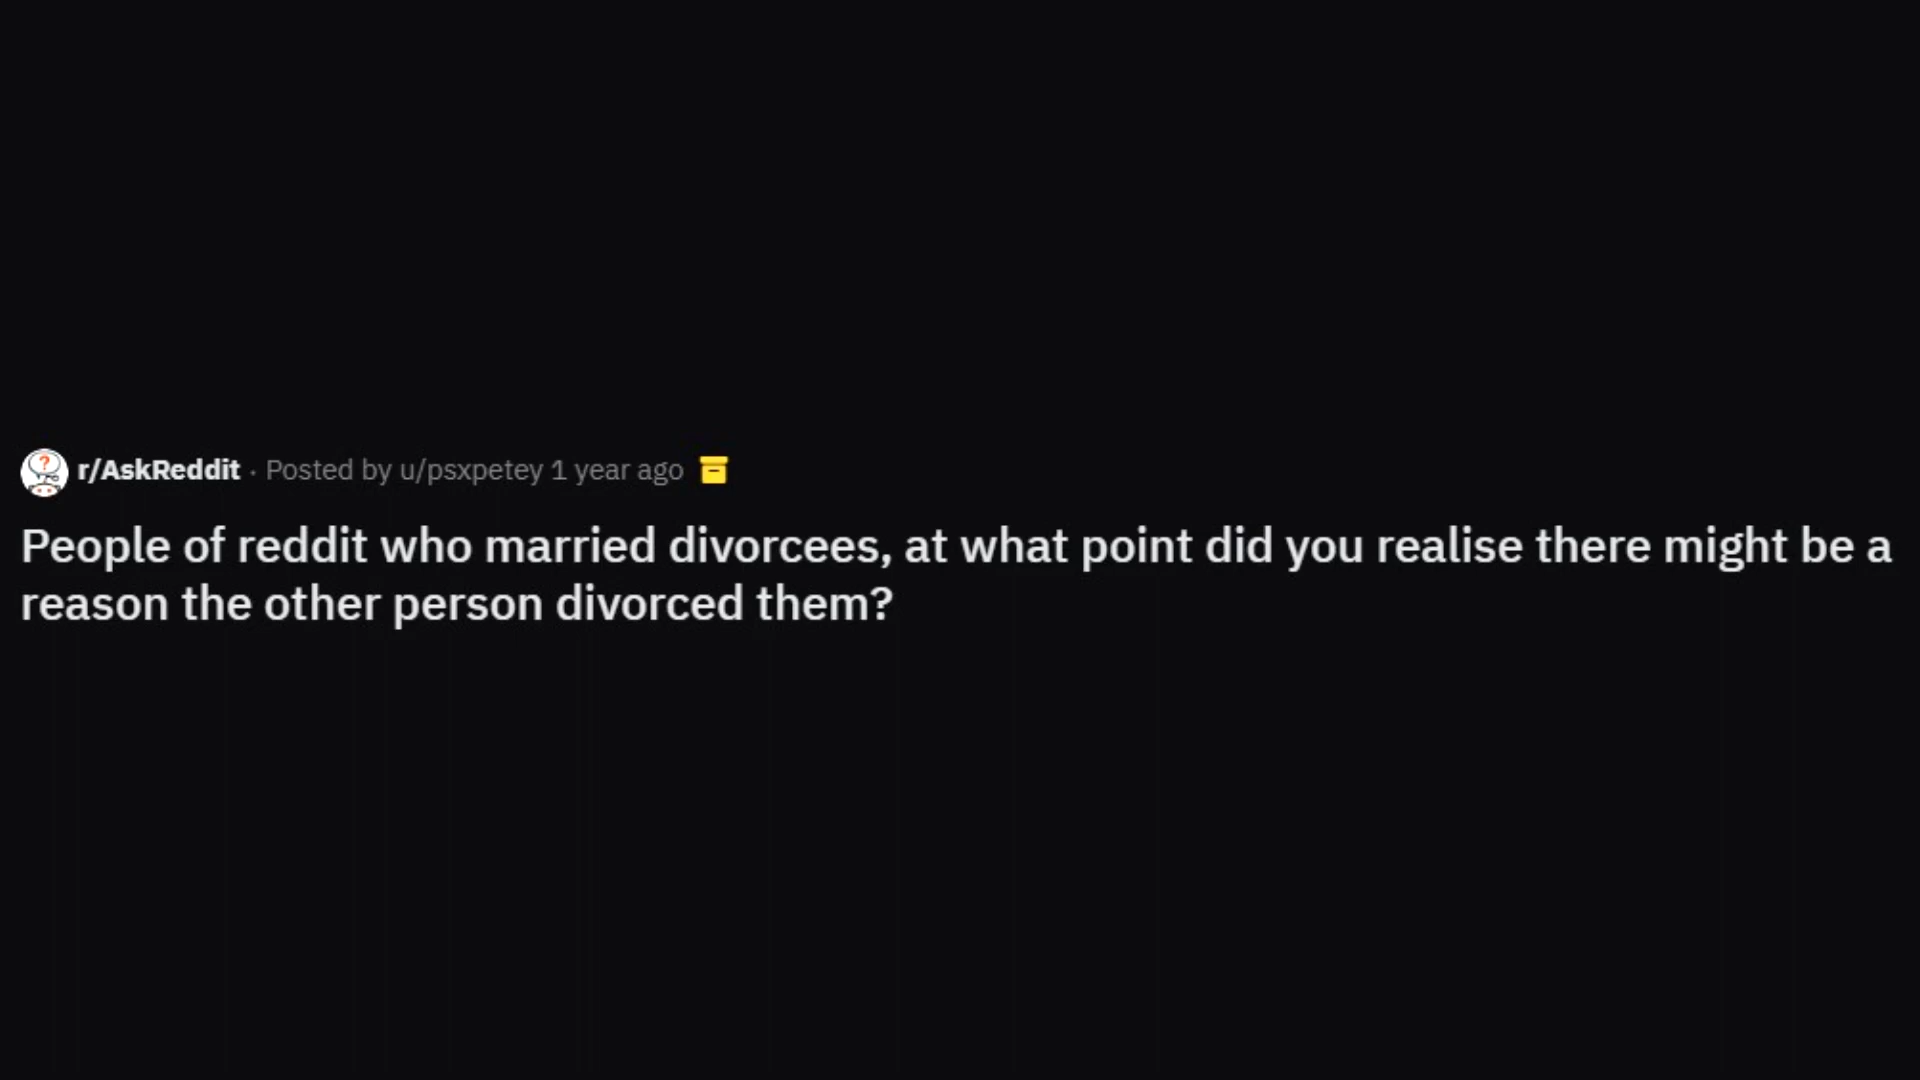 r/AskReddit · Posted by u/psxpetey 1 year ago
People of reddit who married divorcees, at what point did you realise there might be a
reason the other person divorced them?